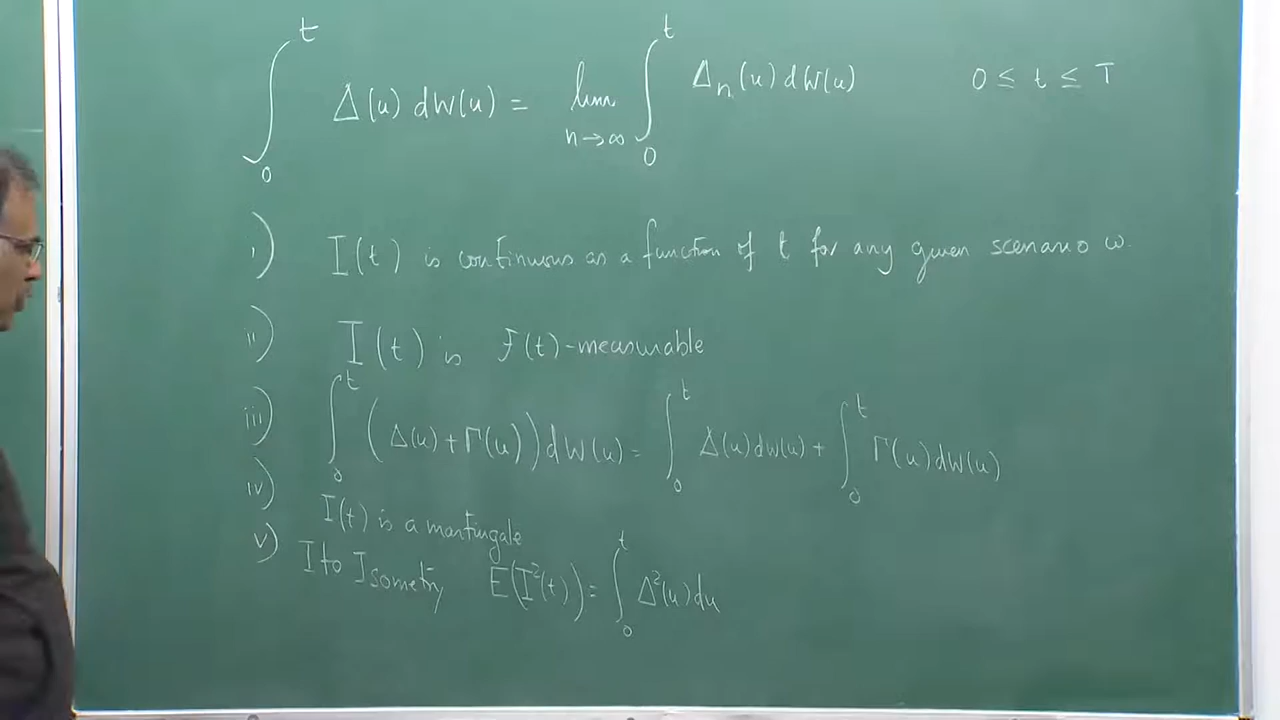 ∫₀ᵗ Δ(u) dW(u) = lim_{n→∞} ∫₀ᵗ Δₙ(u) dW(u) 0 ≤ t ≤ T
i) I(t) is continuous as a function of t for any given scenario ω.
ii) I(t) is F(t)-measurable
iii) ∫₀ᵗ (Δ(u) + Γ(u)) dW(u) = ∫₀ᵗ Δ(u) dW(u) + ∫₀ᵗ Γ(u) dW(u)
iv) I(t) is a martingale
v) Ito Isometry E(I²(t)) = ∫₀ᵗ Δ²(u) du